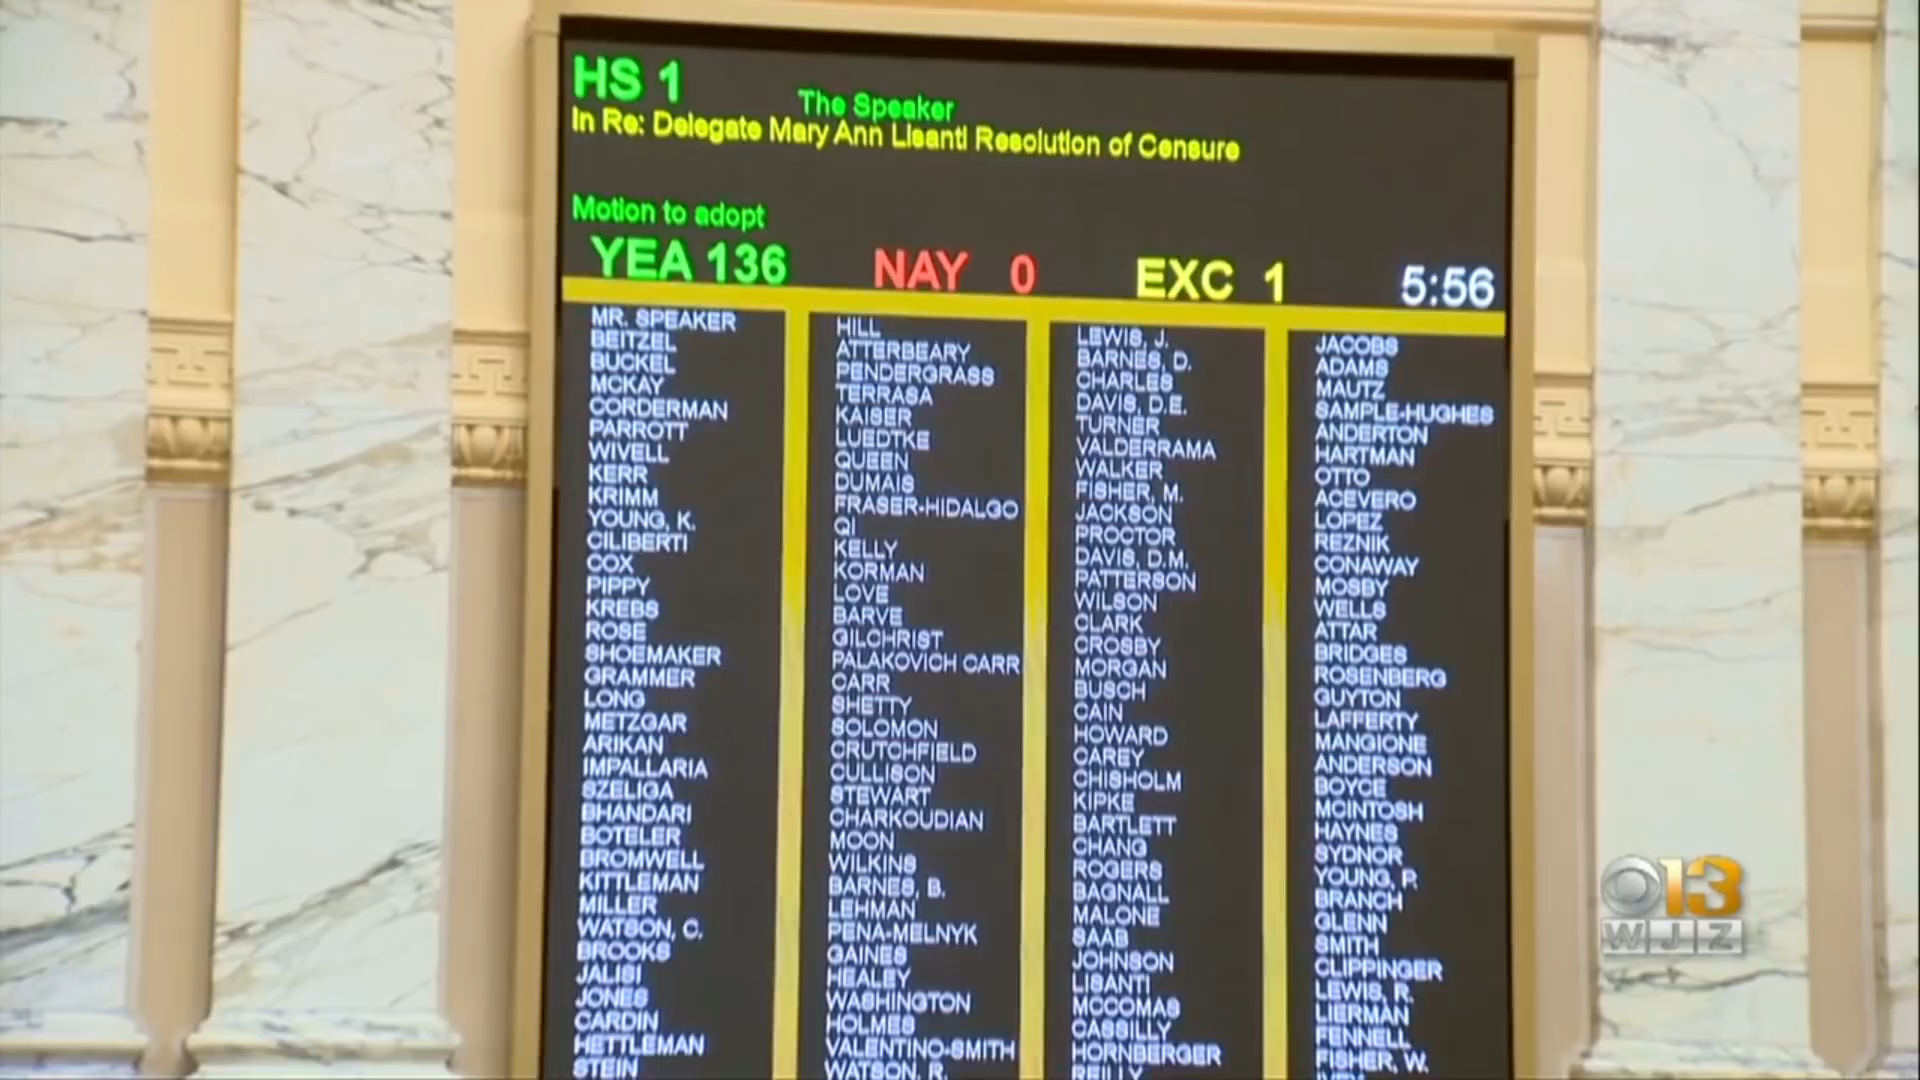 HS 1
The Speaker
In Re: Delegate Mary Ann Lisanti Resolution of Censure
Motion to adopt
YEA 136 NAY 0 EXC 1 5:56
MR. SPEAKER
BEITZEL
BUCKEL
MCKAY
CORDERMAN
PARROTT
WIVELL
KERR
KRIMM
YOUNG, K.
CILIBERTI
COX
PIPPY
KREBS
ROSE
SHOEMAKER
GRAMMER
LONG
METZGAR
ARIKAN
IMPALLARIA
SZELIGA
BHANDARI
BOTELER
BROMWELL
KITTLEMAN
MILLER
WATSON, C.
BROOKS
JALISI
JONES
CARDIN
HETTLEMAN
STEIN
HILL
ATTERBEARY
PENDERGRASS
TERRASA
KAISER
LUEDTKE
QUEEN
DUMAIS
FRASER-HIDALGO
QI
KELLY
KORMAN
LOVE
BARVE
GILCHRIST
PALAKOVICH CARR
CARR
SHETTY
SOLOMON
CRUTCHFIELD
CULLISON
STEWART
CHARKOUDIAN
MOON
WILKINS
BARNES, B.
LEHMAN
PENA-MELNYK
GAINES
HEALEY
WASHINGTON
HOLMES
VALENTINO-SMITH
WATSON, R.
LEWIS, J.
BARNES, D.
CHARLES
DAVIS, D.E.
TURNER
VALDERRAMA
WALKER
FISHER, M.
JACKSON
PROCTOR
DAVIS, D.M.
PATTERSON
WILSON
CLARK
CROSBY
MORGAN
BUSCH
CAIN
HOWARD
CAREY
CHISHOLM
KIPKE
BARTLETT
CHANG
ROGERS
BAGNALL
MALONE
SAAB
JOHNSON
LISANTI
MCCOMAS
CASSILLY
HORNBERGER
REILLY
JACOBS
ADAMS
MAUTZ
SAMPLE-HUGHES
ANDERTON
HARTMAN
OTTO
ACEVERO
LOPEZ
REZNIK
CONAWAY
MOSBY
WELLS
ATTAR
BRIDGES
ROSENBERG
GUYTON
LAFFERTY
MANGIONE
ANDERSON
BOYCE
MCINTOSH
HAYNES
SYDNOR
YOUNG, P.
BRANCH
GLENN
SMITH
CLIPPINGER
LEWIS, R.
LIERMAN
FENNELL
FISHER, W.
13
WJZ